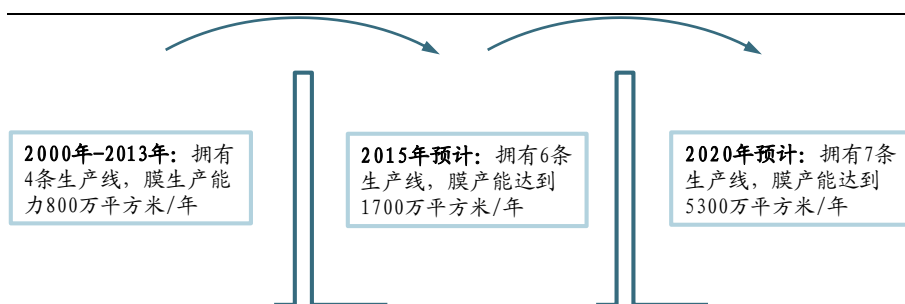 2000年-2013年：拥有
4条生产线，膜生产能
力800万平方米/年
2015年预计：拥有6条
生产线，膜产能达到
1700万平方米/年
2020年预计：拥有7条
生产线，膜产能达到
5300万平方米/年